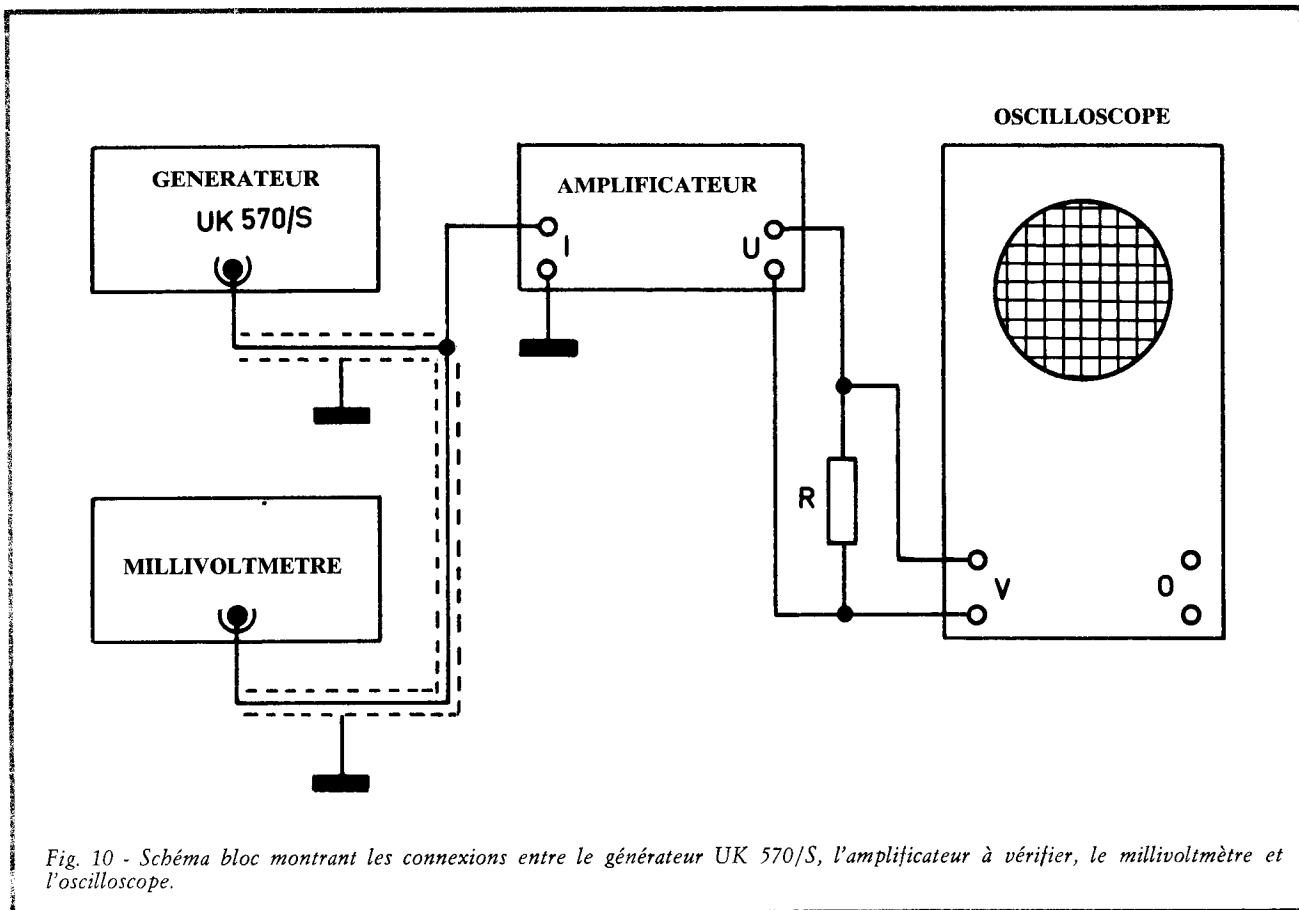 OSCILLOSCOPE
GENERATEUR
UK 570/S
AMPLIFICATEUR
I
U
R
MILLIVOLTMETRE
V
O
Fig. 10 - Schéma bloc montrant les connexions entre le générateur UK 570/S, l'amplificateur à vérifier, le millivoltmètre et
l'oscilloscope.